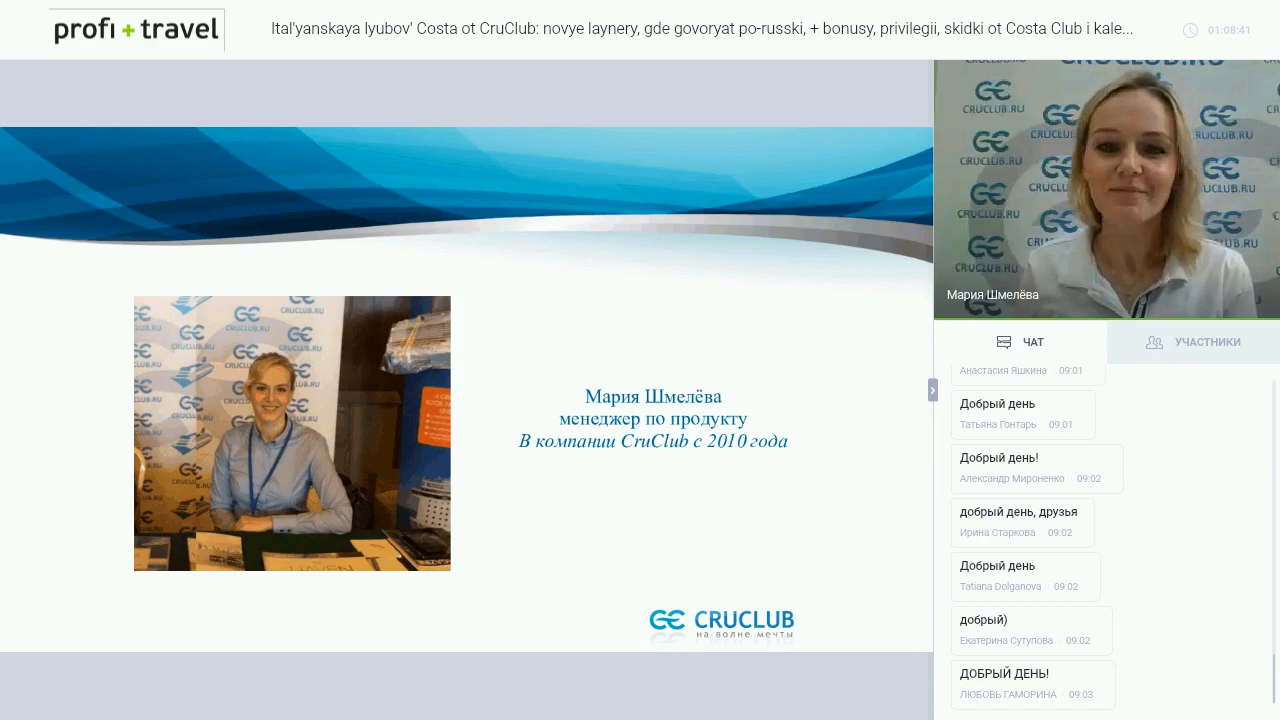 profi + travel
Ital'yanskaya lyubov' Costa ot CruClub: novye laynery, gde govoryat po-russki, + bonusy, privilegii, skidki ot Costa Club i kale...
01:08:41
CRUCLUB.RU
Мария Шмелёва
менеджер по продукту
В компании CruClub с 2010 года
CRUCLUB
на волне мечты
CRUCLUB.RU
Мария Шмелёва
ЧАТ
УЧАСТНИКИ
Анастасия Яшкина 09:01
Добрый день
Татьяна Гонтарь 09:01
Добрый день!
Александр Мироненко 09:02
добрый день, друзья
Ирина Старкова 09:02
Добрый день
Tatiana Dolganova 09:02
добрый)
Екатерина Сутупова 09:02
ДОБРЫЙ ДЕНЬ!
ЛЮБОВЬ ГАМОРИНА 09:03